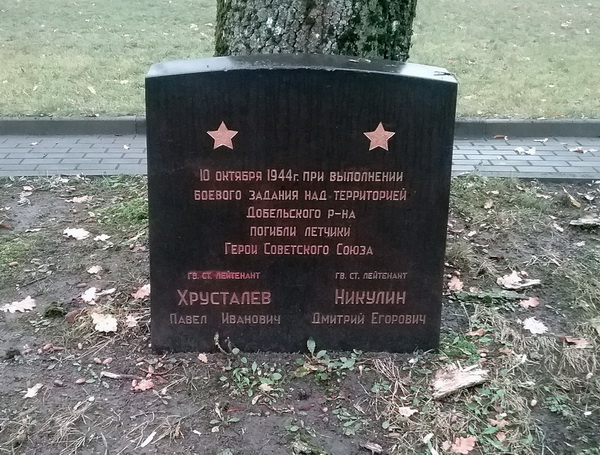 10 октября 1944г. при выполнении
боевого задания над территорией
Добельского р-на
погибли летчики
Герои Советского Союза
гв. ст. лейтенант гв. ст. лейтенант
Хрусталев Никулин
Павел Иванович Дмитрий Егорович